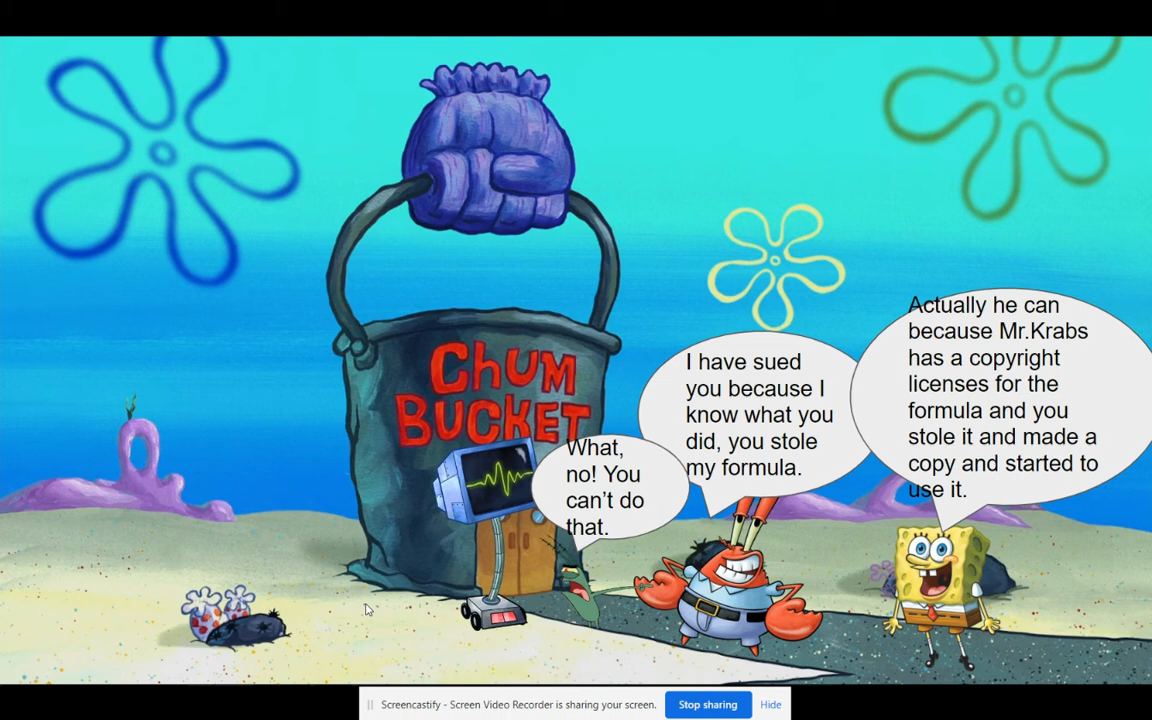 CHUM
BUCKET
I have sued
you because I
know what you
did, you stole
my formula.
What,
no! You
can't do
that.
Actually he can
because Mr.Krabs
has a copyright
licenses for the
formula and you
stole it and made a
copy and started to
use it.
Screencastify - Screen Video Recorder is sharing your screen.
Stop sharing
Hide